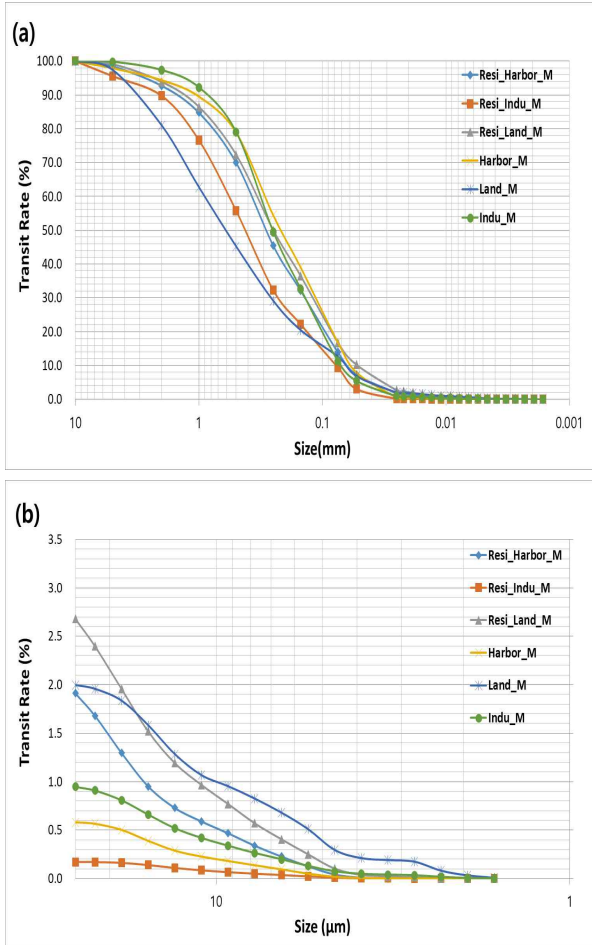 (a)
100.0
90.0
80.0
70.0
60.0
50.0
40.0
30.0
20.0
10.0
0.0
Transit Rate (%)
10 1 0.1 0.01 0.001
Size(mm)
Resi_Harbor_M
Resi_Indu_M
Resi_Land_M
Harbor_M
Land_M
Indu_M
(b)
3.5
3.0
2.5
2.0
1.5
1.0
0.5
0.0
Transit Rate (%)
10 1
Size (µm)
Resi_Harbor_M
Resi_Indu_M
Resi_Land_M
Harbor_M
Land_M
Indu_M